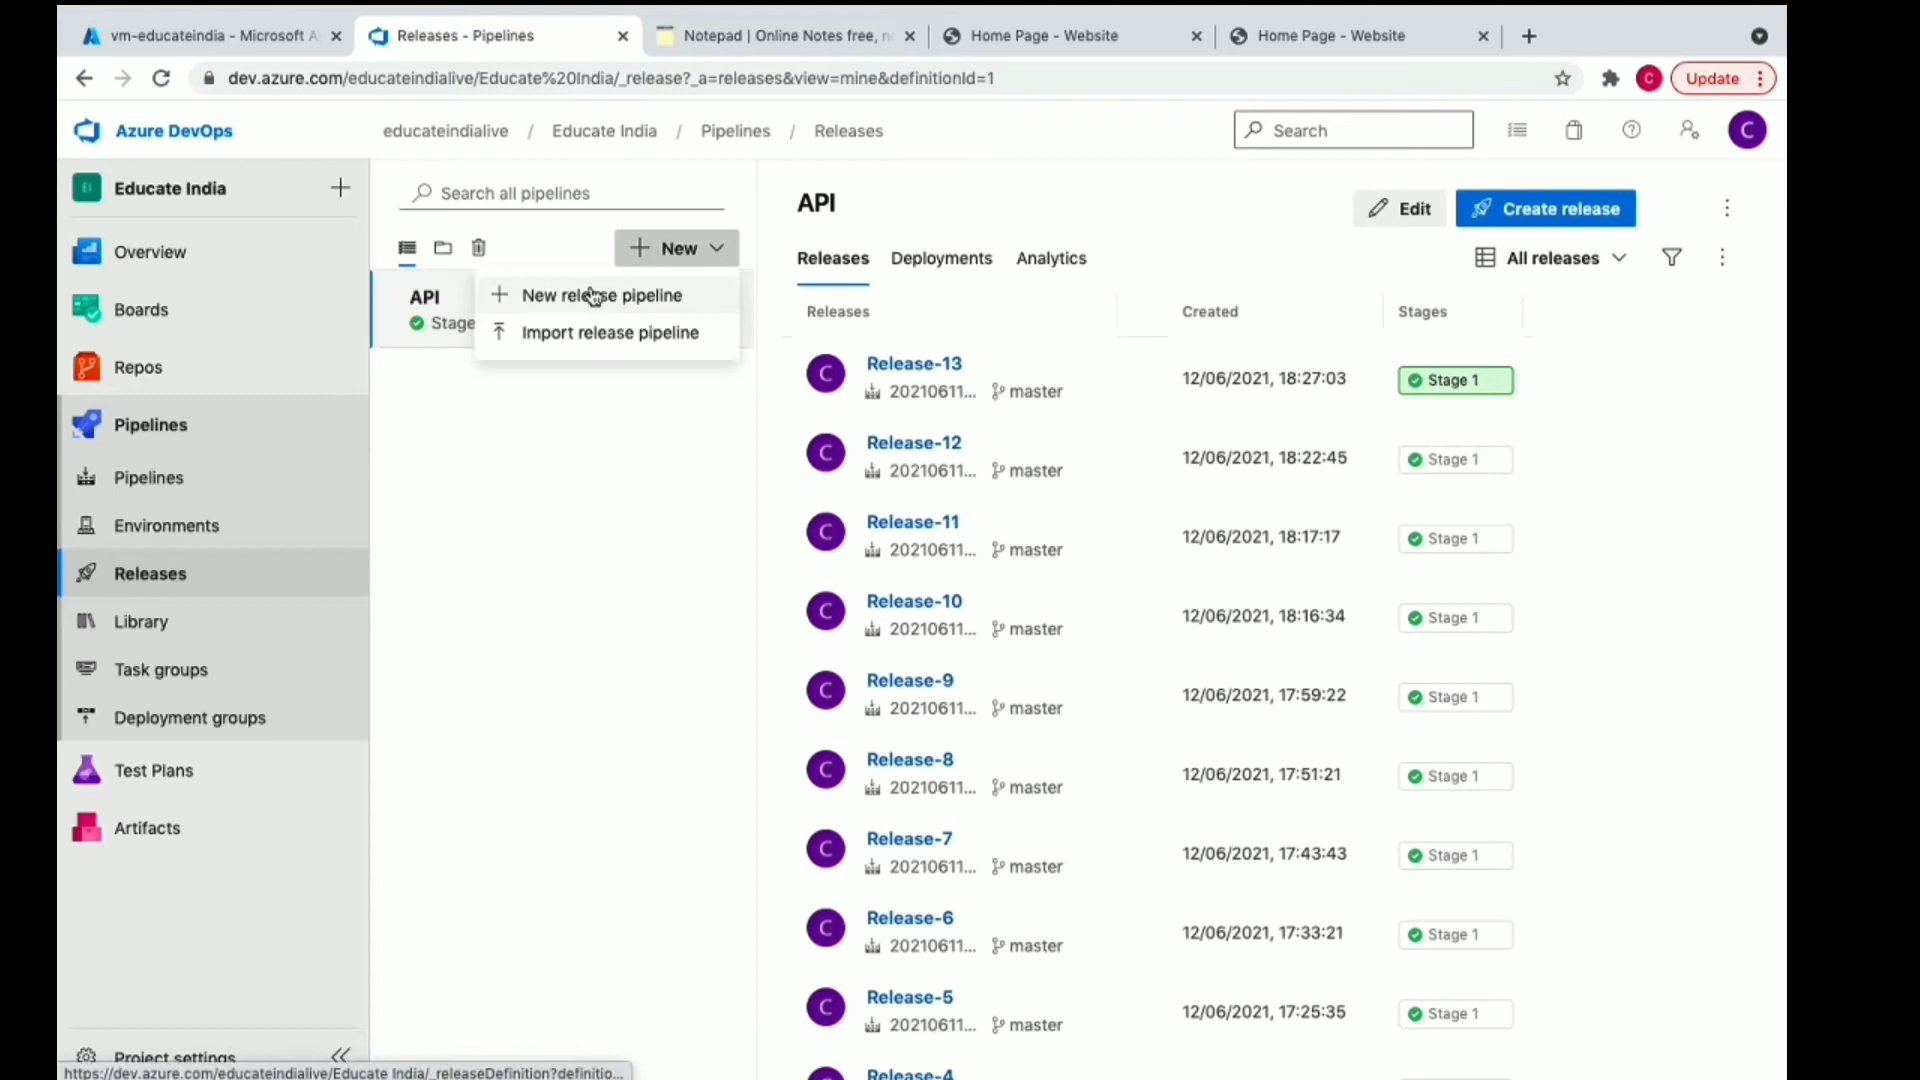 vm-educateindia - Microsoft A
Releases - Pipelines
Notepad | Online Notes free, n
Home Page - Website
Home Page - Website
dev.azure.com/educateindialive/Educate%20India/_release?_a=releases&view=mine&definitionId=1
C
Update
Azure DevOps
educateindialive / Educate India / Pipelines / Releases
Search
C
EI
Educate India
Overview
Boards
Repos
Pipelines
Pipelines
Environments
Releases
Library
Task groups
Deployment groups
Test Plans
Artifacts
Project settings
https://dev.azure.com/educateindialive/Educate India/_releaseDefinition?definitio...
Search all pipelines
New
API
Stage
New release pipeline
Import release pipeline
API
Edit
Create release
Releases Deployments Analytics
All releases
Releases Created Stages
C Release-13 12/06/2021, 18:27:03 Stage 1
20210611... master
C Release-12 12/06/2021, 18:22:45 Stage 1
20210611... master
C Release-11 12/06/2021, 18:17:17 Stage 1
20210611... master
C Release-10 12/06/2021, 18:16:34 Stage 1
20210611... master
C Release-9 12/06/2021, 17:59:22 Stage 1
20210611... master
C Release-8 12/06/2021, 17:51:21 Stage 1
20210611... master
C Release-7 12/06/2021, 17:43:43 Stage 1
20210611... master
C Release-6 12/06/2021, 17:33:21 Stage 1
20210611... master
C Release-5 12/06/2021, 17:25:35 Stage 1
20210611... master
Release-4